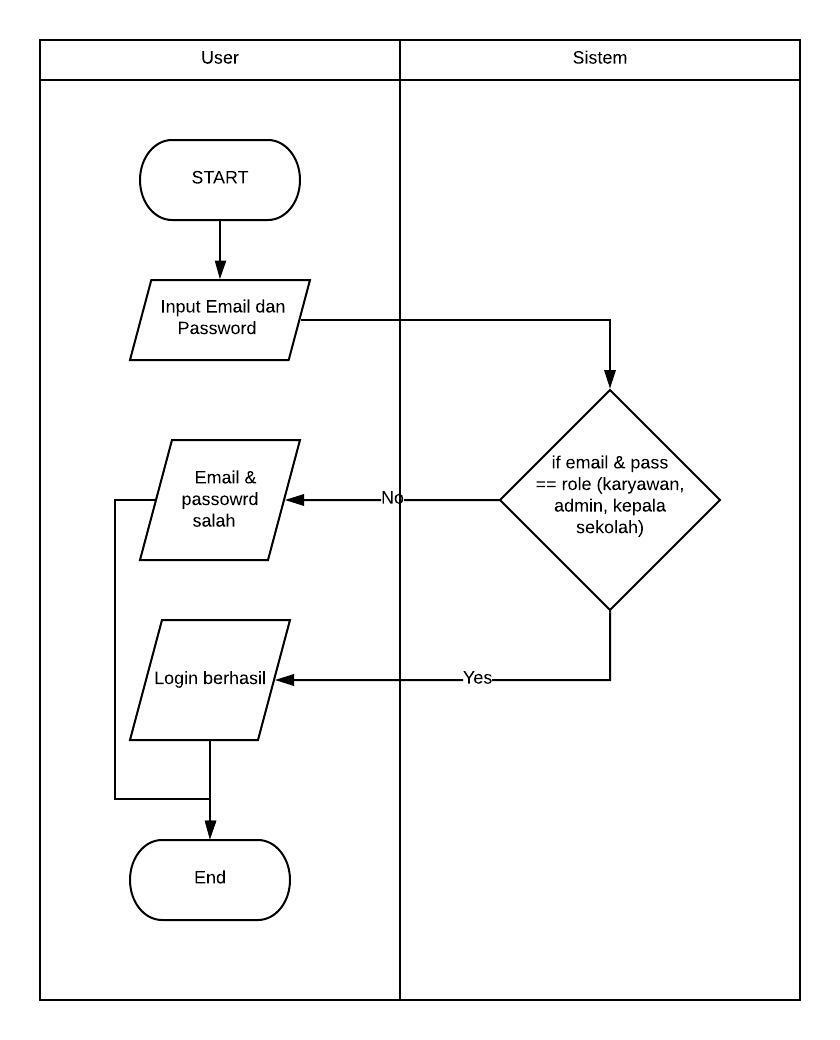 User
Sistem
START
Input Email dan
Password
if email & pass
== role (karyawan,
admin, kepala
sekolah)
No
Email &
passowrd
salah
Yes
Login berhasil
End